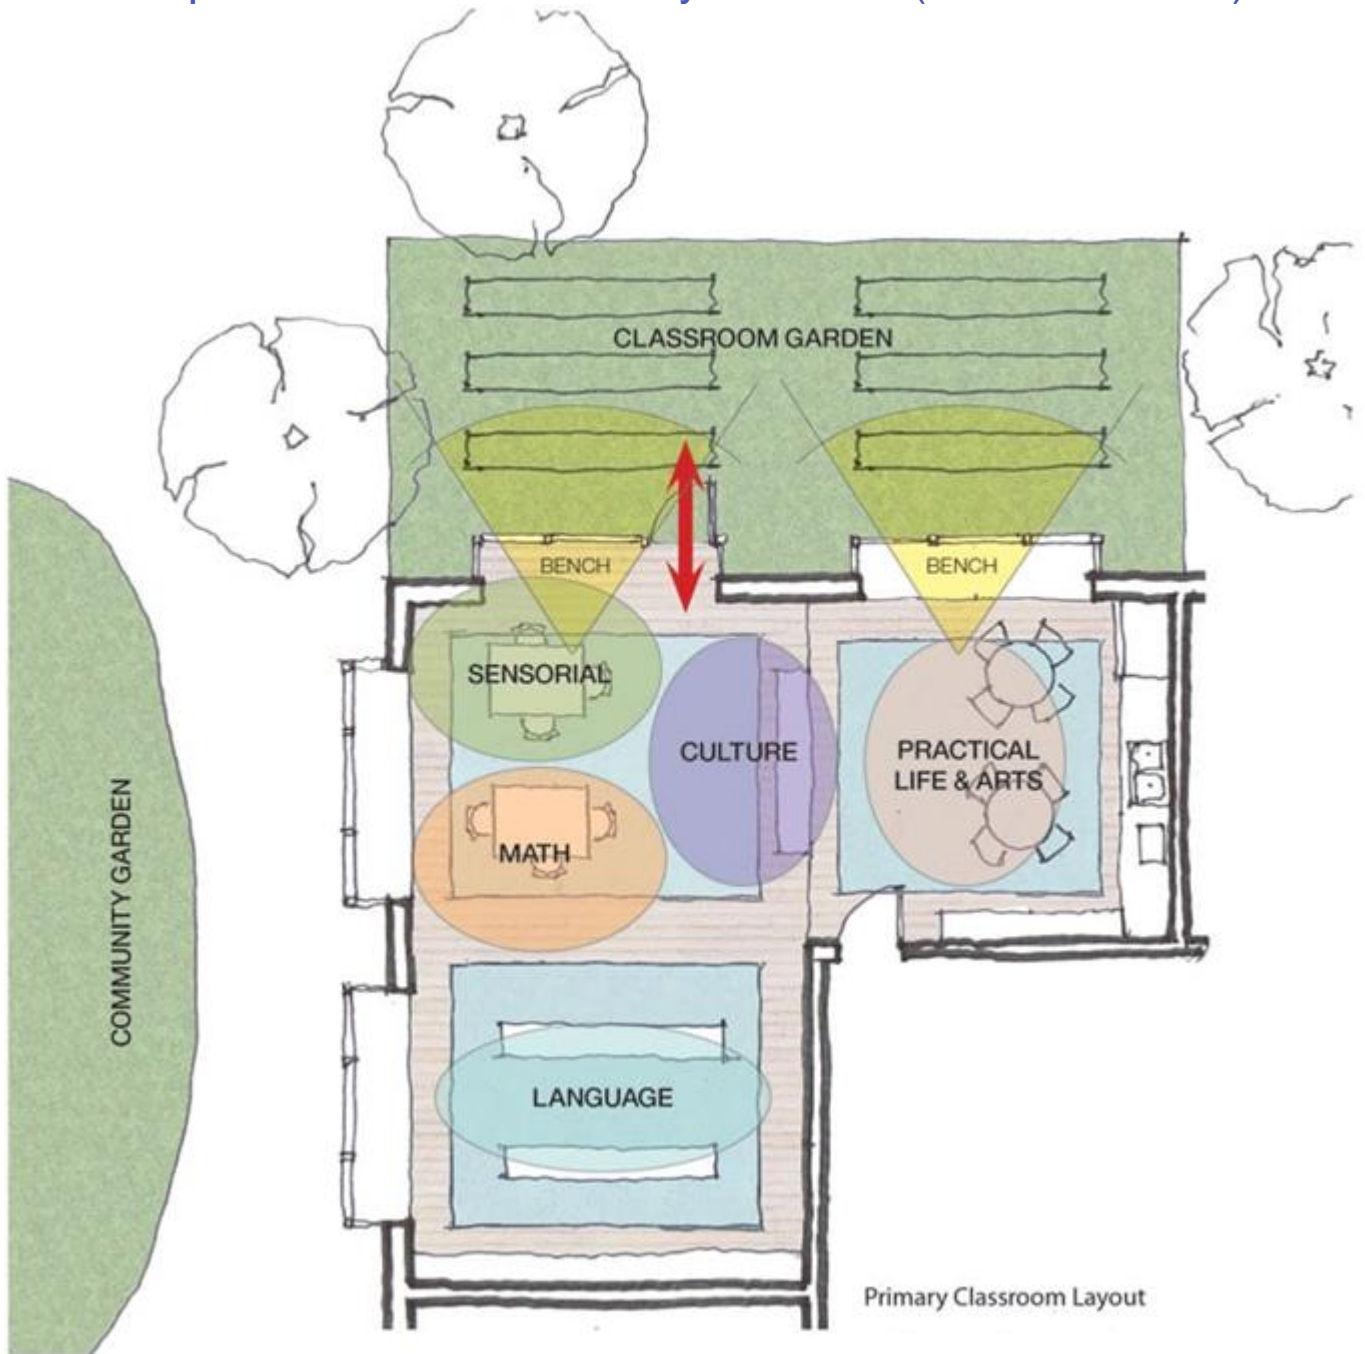 CLASSROOM GARDEN
BENCH
BENCH
SENSORIAL
CULTURE
PRACTICAL
LIFE & ARTS
MATH
COMMUNITY GARDEN
LANGUAGE
Primary Classroom Layout